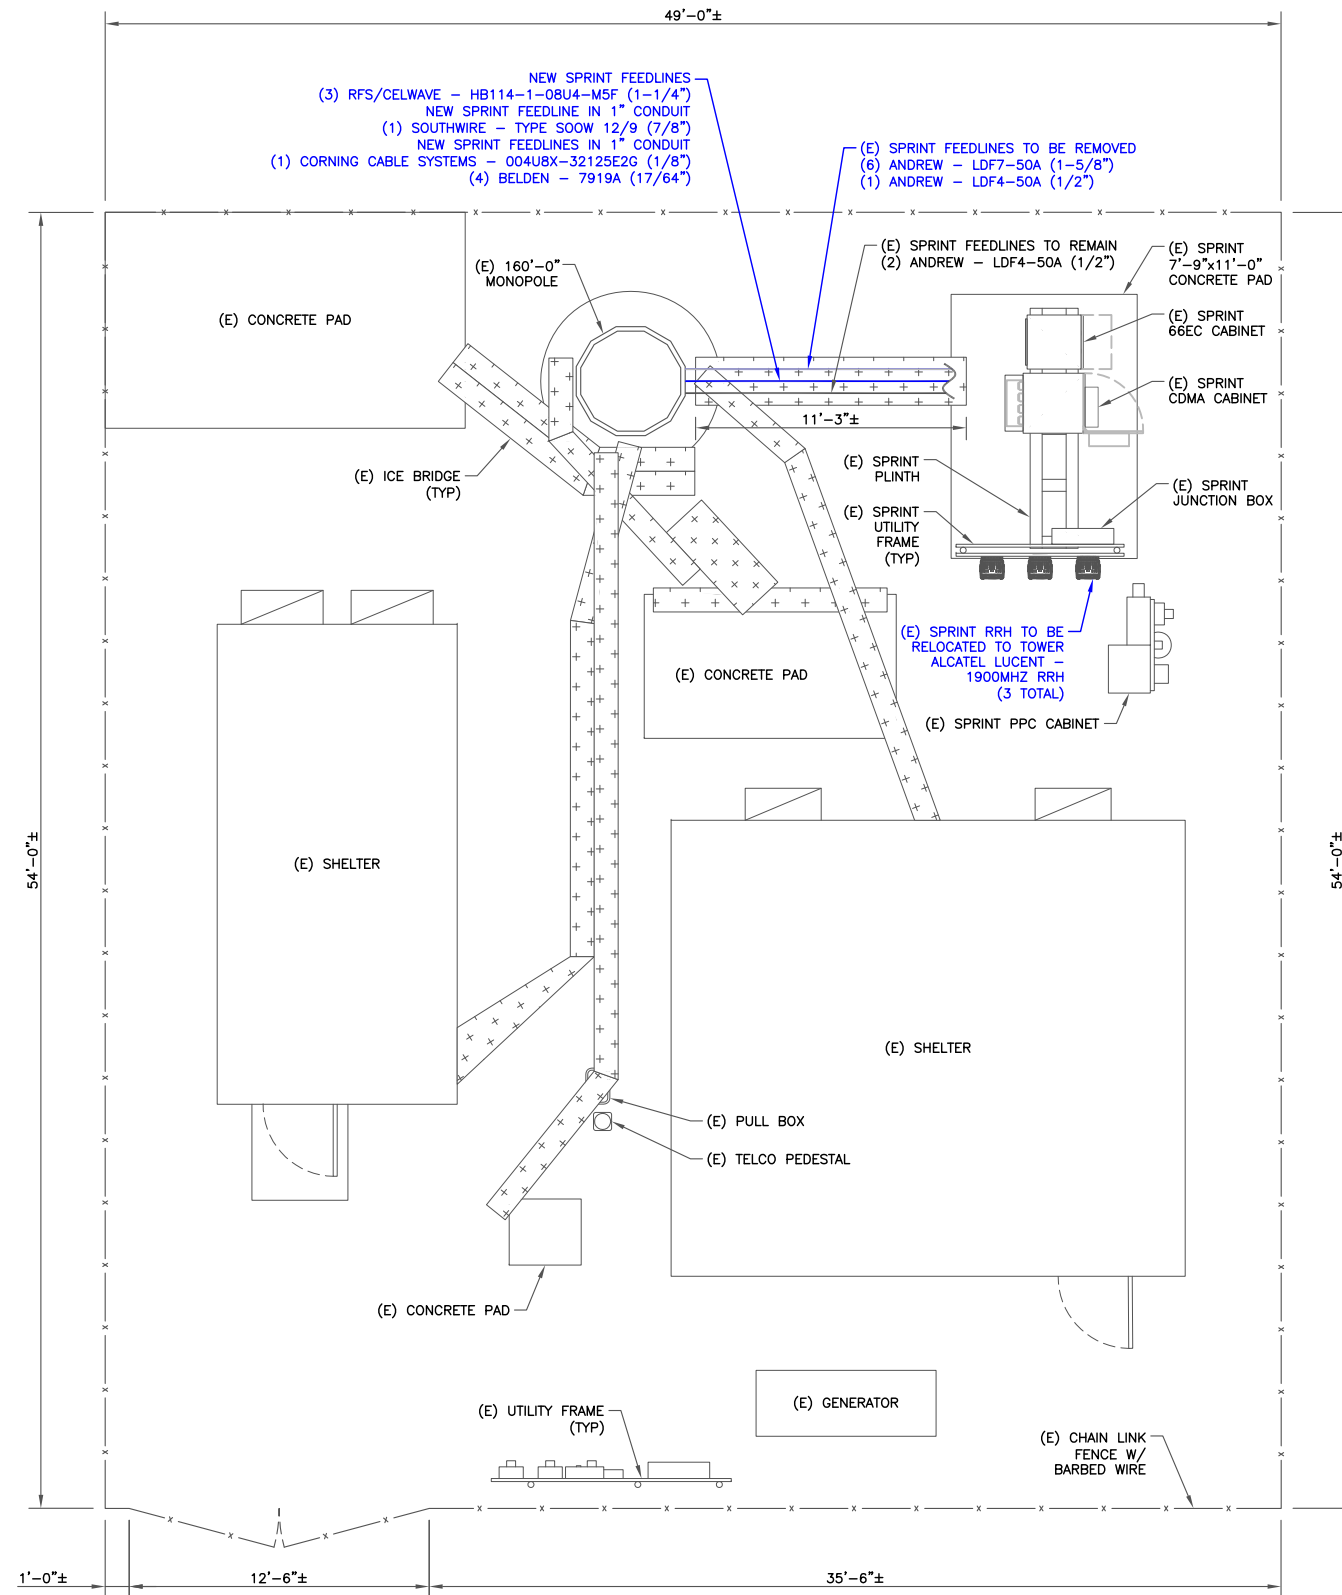 49'-0"±
NEW SPRINT FEEDLINES
(3) RFS/CELWAVE - HB114-1-08U4-M5F (1-1/4")
NEW SPRINT FEEDLINE IN 1" CONDUIT
(1) SOUTHWIRE - TYPE SOOW 12/9 (7/8")
NEW SPRINT FEEDLINES IN 1" CONDUIT
(1) CORNING CABLE SYSTEMS - 004U8X-32125E2G (1/8")
(4) BELDEN - 7919A (17/64")
(E) SPRINT FEEDLINES TO BE REMOVED
(6) ANDREW - LDF7-50A (1-5/8")
(1) ANDREW - LDF4-50A (1/2")
(E) SPRINT FEEDLINES TO REMAIN
(2) ANDREW - LDF4-50A (1/2")
(E) SPRINT
7'-9"x11'-0"
CONCRETE PAD
(E) 160'-0"
MONOPOLE
(E) CONCRETE PAD
(E) SPRINT
66EC CABINET
(E) SPRINT
CDMA CABINET
11'-3"±
(E) ICE BRIDGE
(TYP)
(E) SPRINT
PLINTH
(E) SPRINT
JUNCTION BOX
(E) SPRINT
UTILITY
FRAME
(TYP)
(E) SPRINT RRH TO BE
RELOCATED TO TOWER
ALCATEL LUCENT -
1900MHZ RRH
(3 TOTAL)
(E) CONCRETE PAD
(E) SPRINT PPC CABINET
54'-0"±
54'-0"±
(E) SHELTER
(E) SHELTER
(E) PULL BOX
(E) TELCO PEDESTAL
(E) CONCRETE PAD
(E) GENERATOR
(E) UTILITY FRAME
(TYP)
(E) CHAIN LINK
FENCE W/
BARBED WIRE
1'-0"±
12'-6"±
35'-6"±